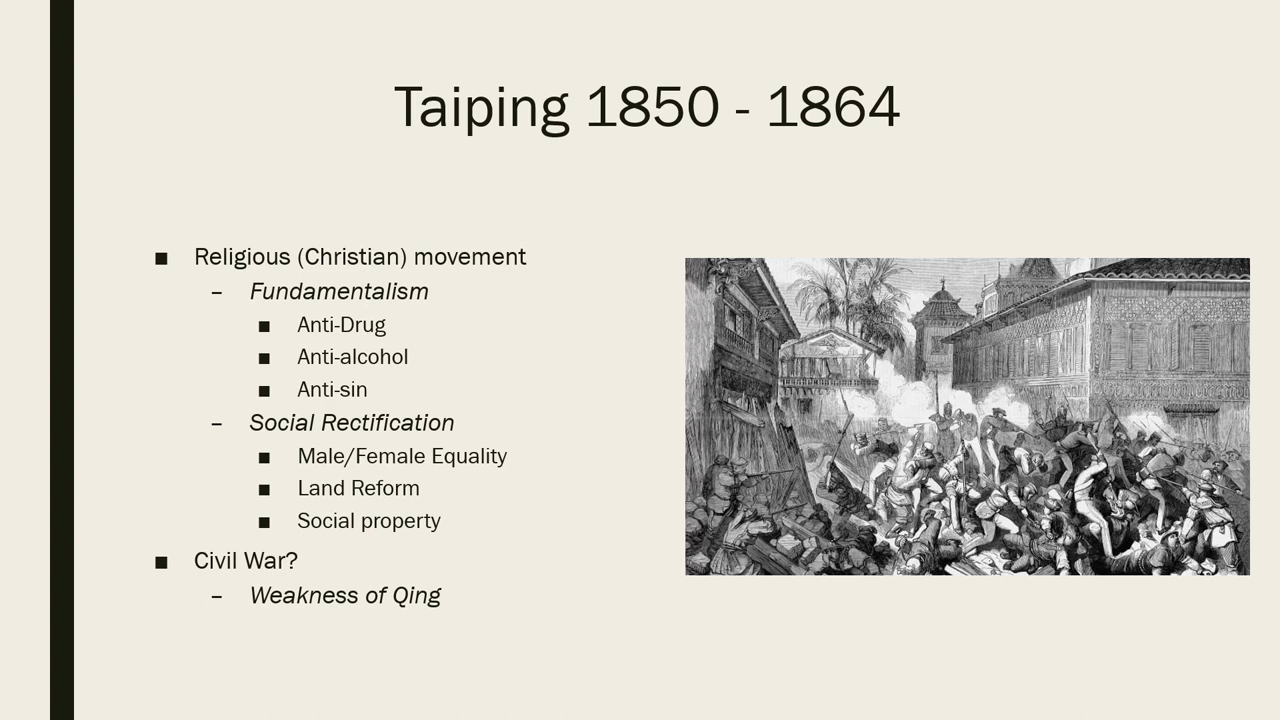 Taiping 1850 - 1864
■ Religious (Christian) movement
– Fundamentalism
■ Anti-Drug
■ Anti-alcohol
■ Anti-sin
– Social Rectification
■ Male/Female Equality
■ Land Reform
■ Social property
■ Civil War?
– Weakness of Qing